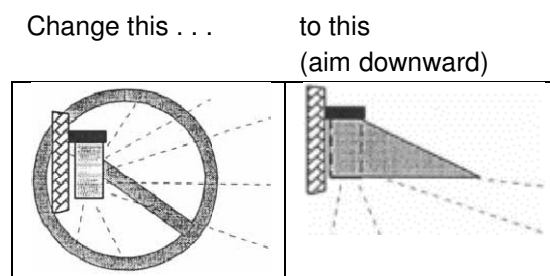 Change this . . .
to this
(aim downward)